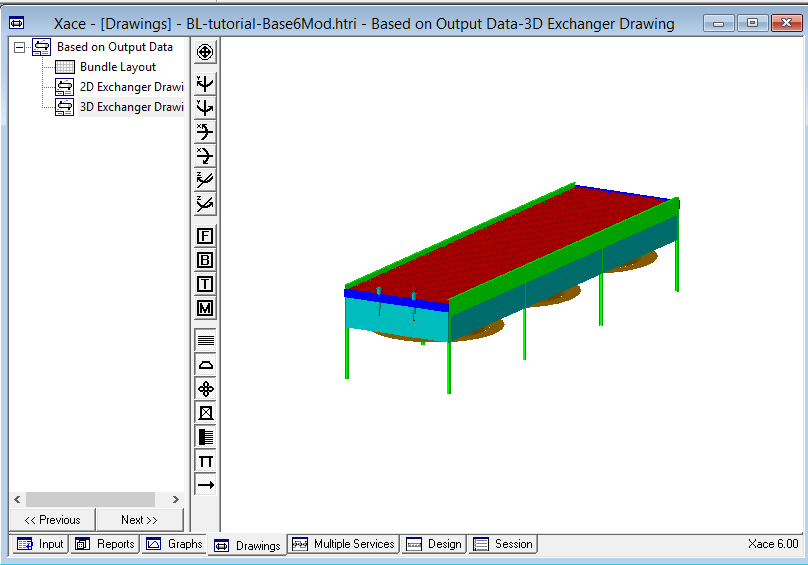 Xace - [Drawings] - BL-tutorial-Base6Mod.htri - Based on Output Data-3D Exchanger Drawing
Based on Output Data
Bundle Layout
2D Exchanger Drawi
3D Exchanger Drawi
Y
Y
X
X
Z
Z
F
B
T
M
<< Previous
Next >>
Input
Reports
Graphs
Drawings
Multiple Services
Design
Session
Xace 6.00